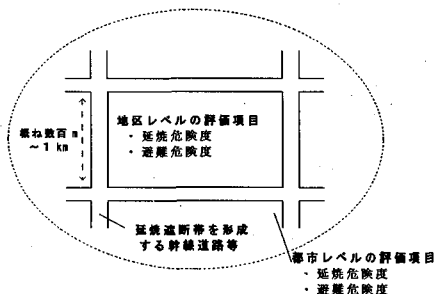 地区レベルの評価項目
・延焼危険度
・避難危険度
概ね数百m
～1km
延焼遮断帯を形成
する幹線道路等
都市レベルの評価項目
・延焼危険度
・避難危険度